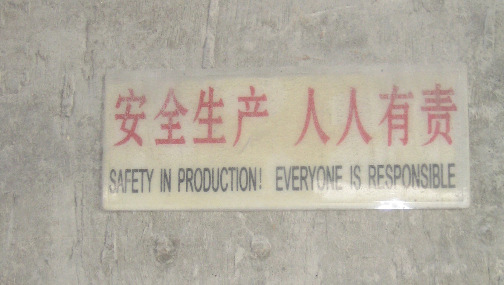 安全生产 人人有责
SAFETY IN PRODUCTION! EVERYONE IS RESPONSIBLE